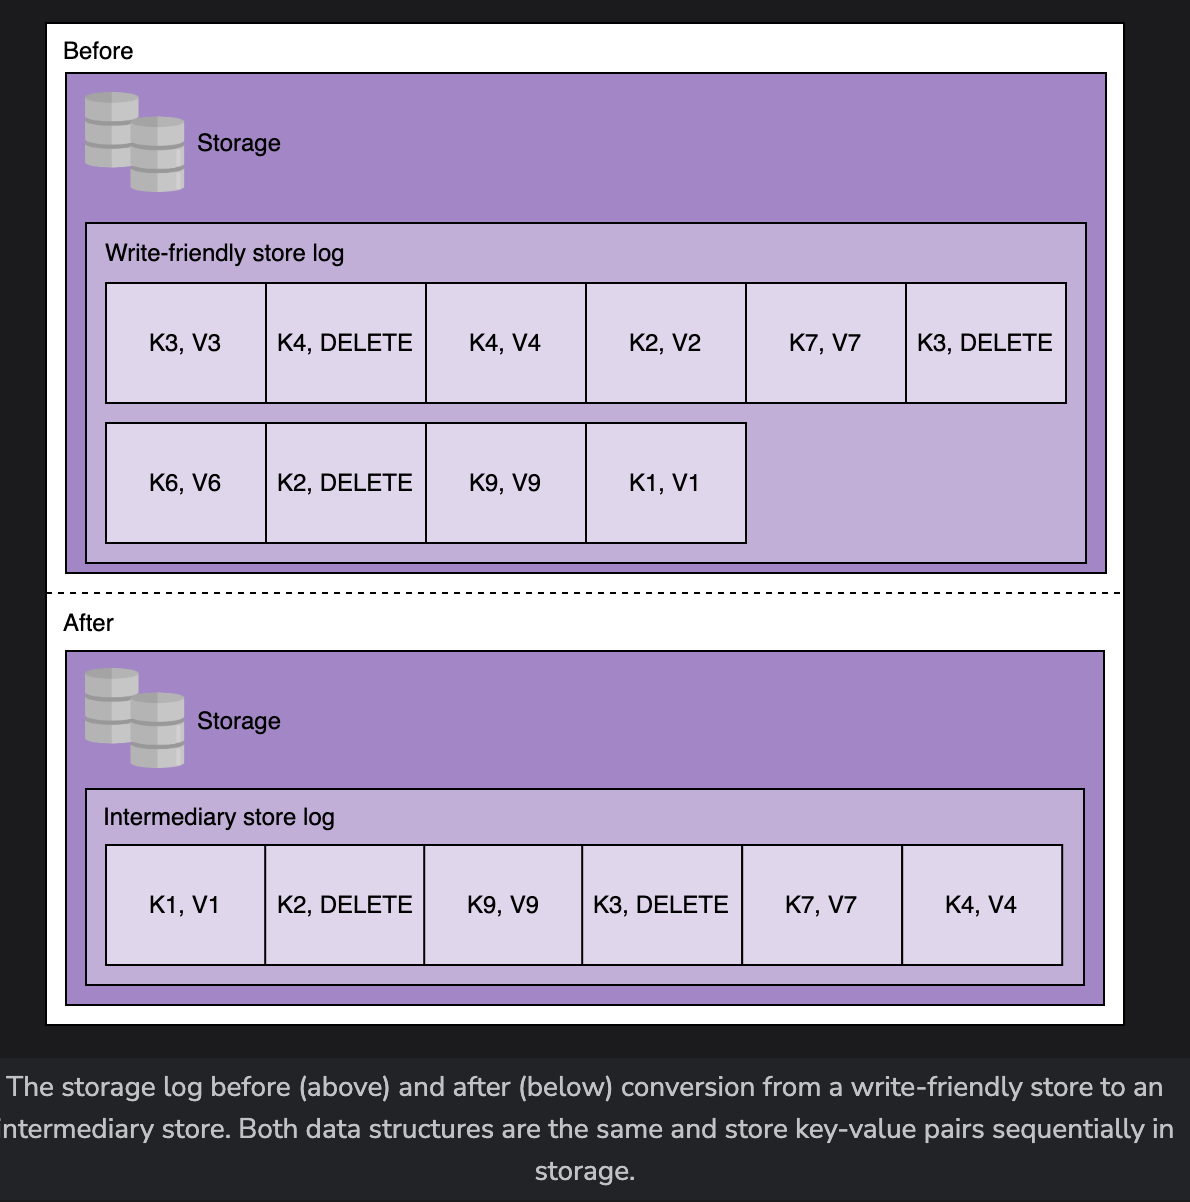 Before
Storage
Write-friendly store log
K3, V3 K4, DELETE K4, V4 K2, V2 K7, V7 K3, DELETE
K6, V6 K2, DELETE K9, V9 K1, V1
After
Storage
Intermediary store log
K1, V1 K2, DELETE K9, V9 K3, DELETE K7, V7 K4, V4
The storage log before (above) and after (below) conversion from a write-friendly store to an
intermediary store. Both data structures are the same and store key-value pairs sequentially in
storage.